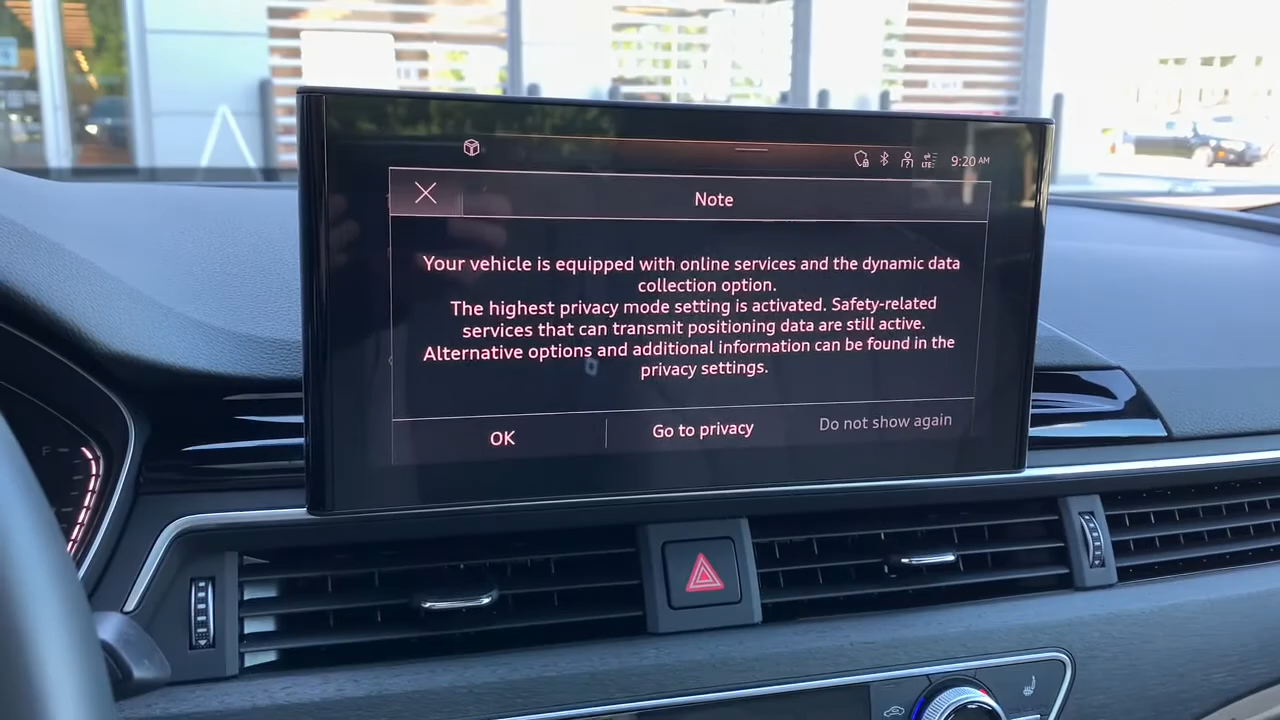 LTE 9:20 AM
Note
Your vehicle is equipped with online services and the dynamic data
collection option.
The highest privacy mode setting is activated. Safety-related
services that can transmit positioning data are still active.
Alternative options and additional information can be found in the
privacy settings.
OK Go to privacy Do not show again
F